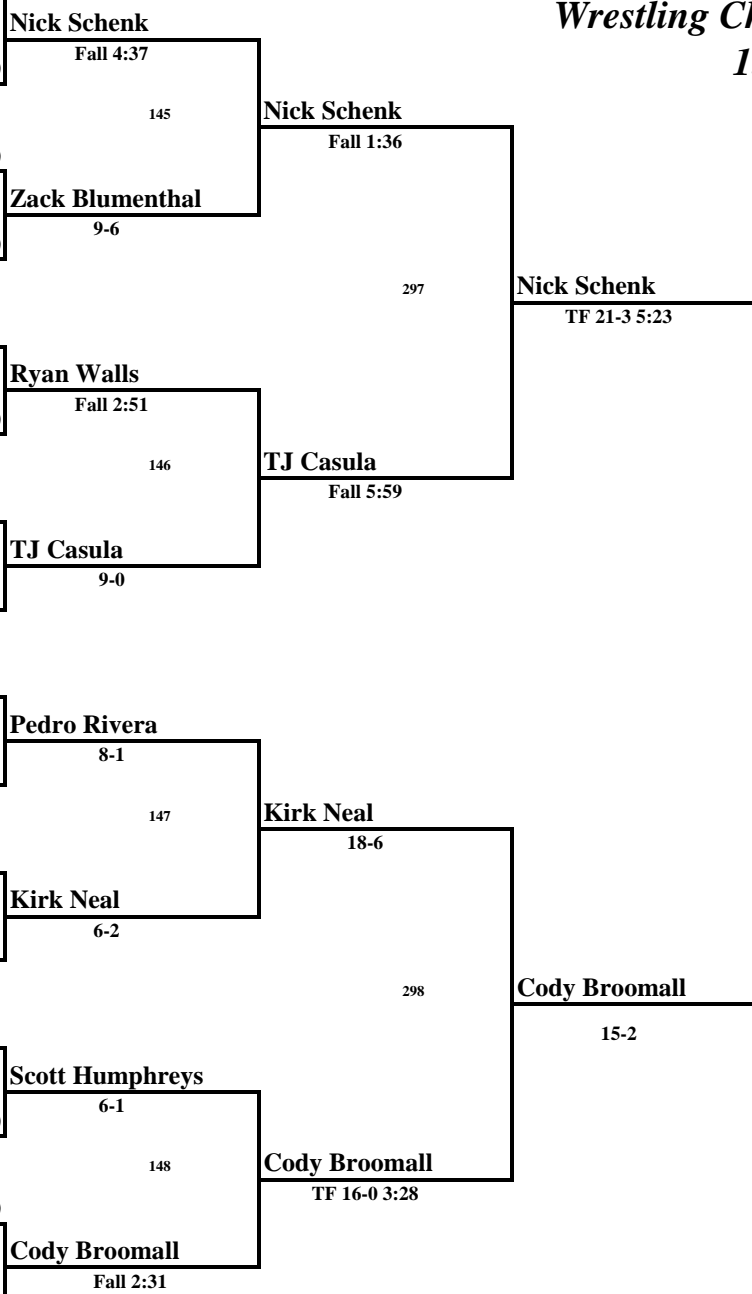 Wrestling
Nick Schenk
Fall 4:37
145
Nick Schenk
Fall 1:36
Zack Blumenthal
9-6
297
Nick Schenk
TF 21-3 5:23
Ryan Walls
Fall 2:51
146
TJ Casula
Fall 5:59
TJ Casula
9-0
Pedro Rivera
8-1
147
Kirk Neal
18-6
Kirk Neal
6-2
298
Cody Broomall
15-2
Scott Humphreys
6-1
148
Cody Broomall
TF 16-0 3:28
Cody Broomall
Fall 2:31